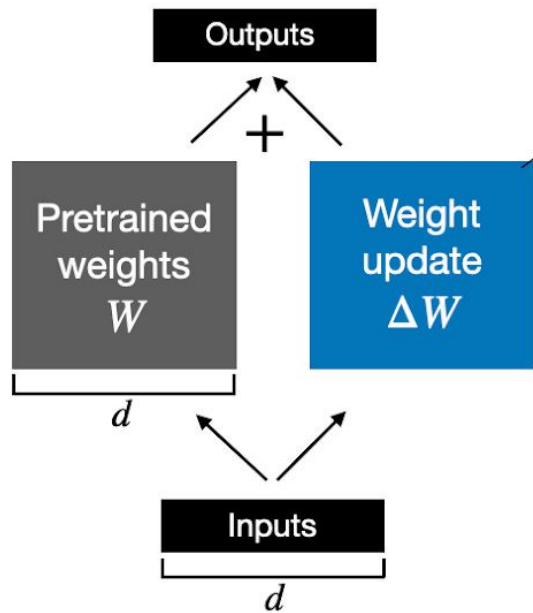 Outputs
+
Pretrained
weights
W
Weight
update
ΔW
d
Inputs
d